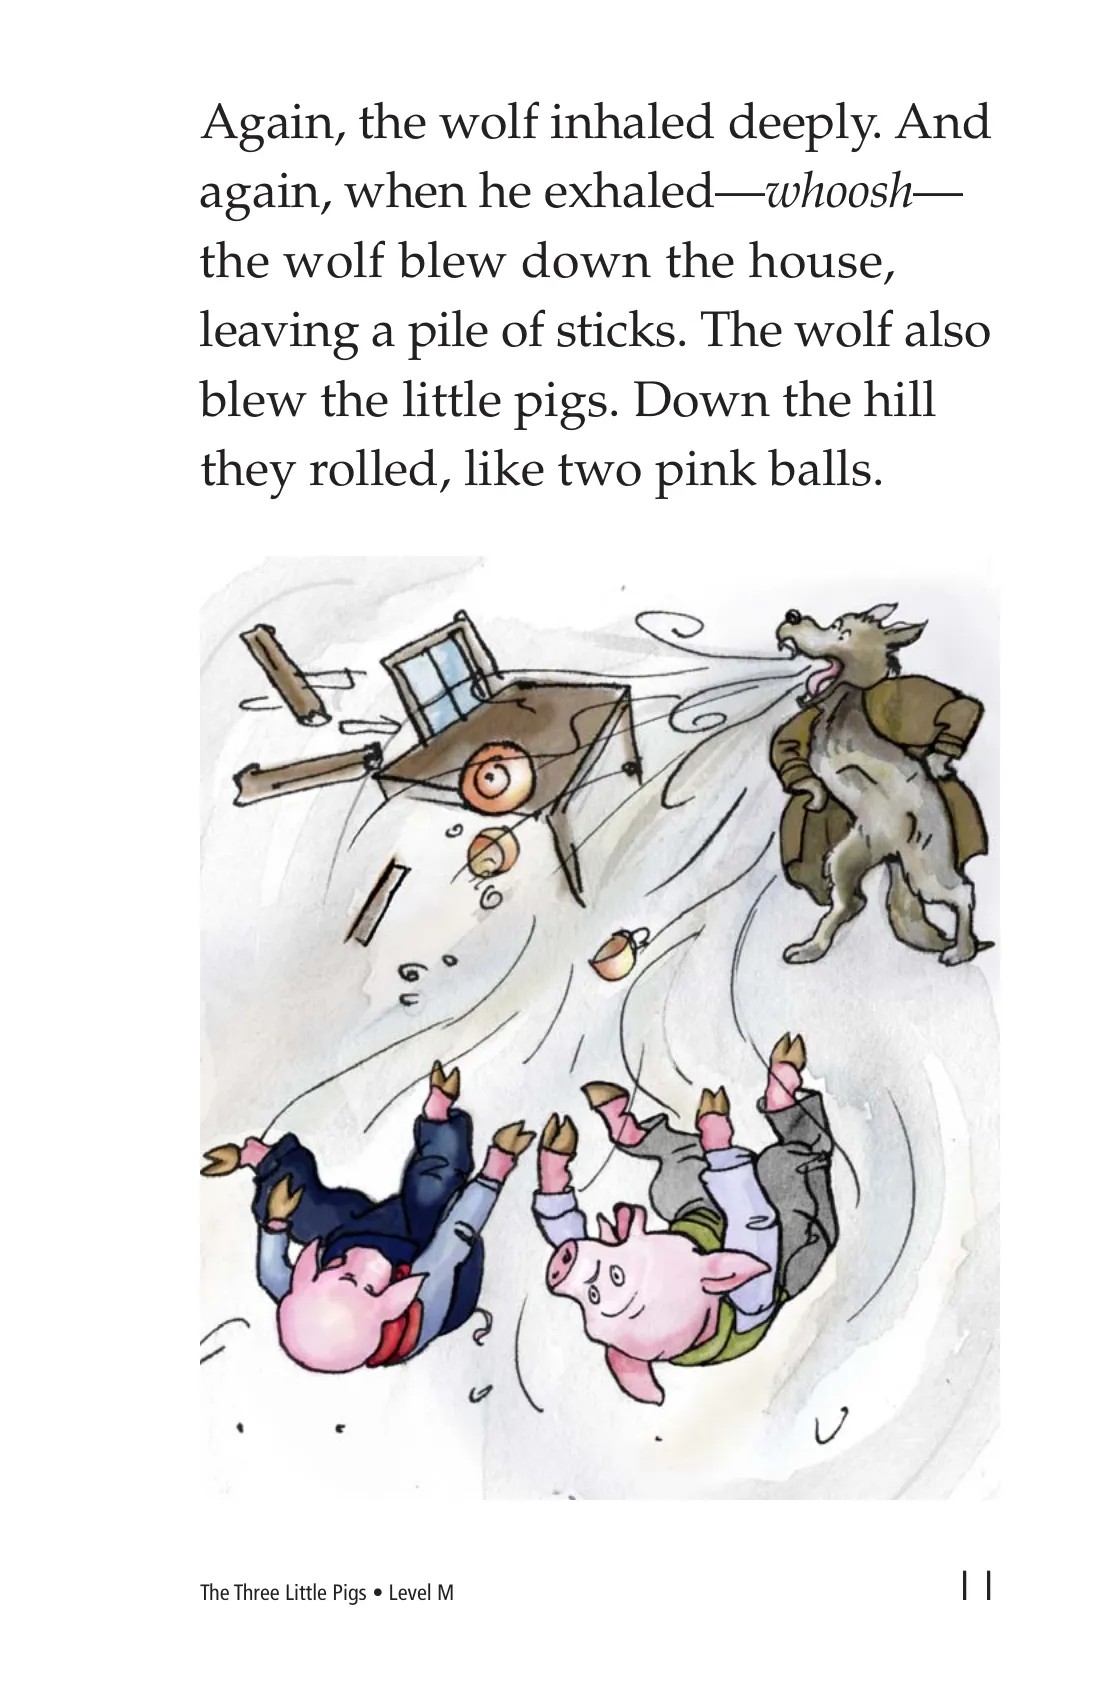 Again, the wolf inhaled deeply. And
again, when he exhaled—whoosh—
the wolf blew down the house,
leaving a pile of sticks. The wolf also
blew the little pigs. Down the hill
they rolled, like two pink balls.
The Three Little Pigs • Level M
11